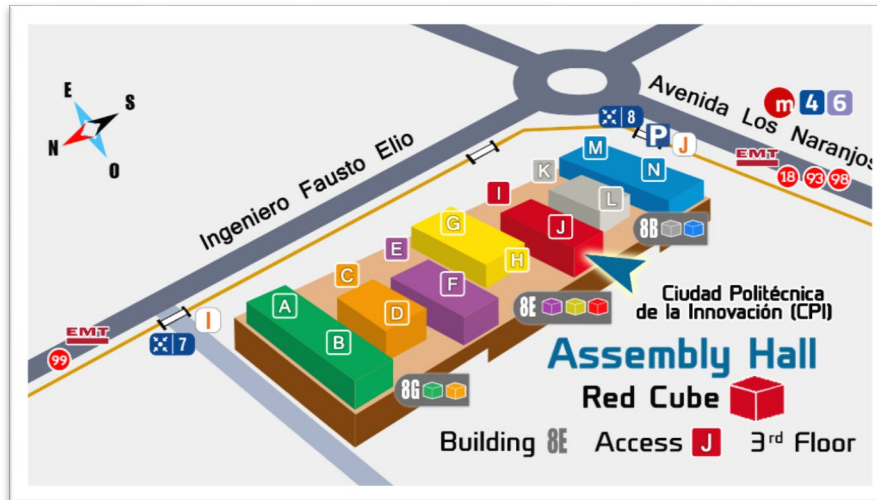 E
S
N
O
Ingeniero Fausto Elio
Avenida Los Naranjos
m 4 6
8 P J
EMT
18 93 98
M
N
K
L
I
J
G
H
E
F
C
D
A
B
8B
8E
8G
I
7
EMT
99
Ciudad Politécnica
de la Innovación (CPI)
Assembly Hall
Red Cube
Building 8E Access J 3rd Floor